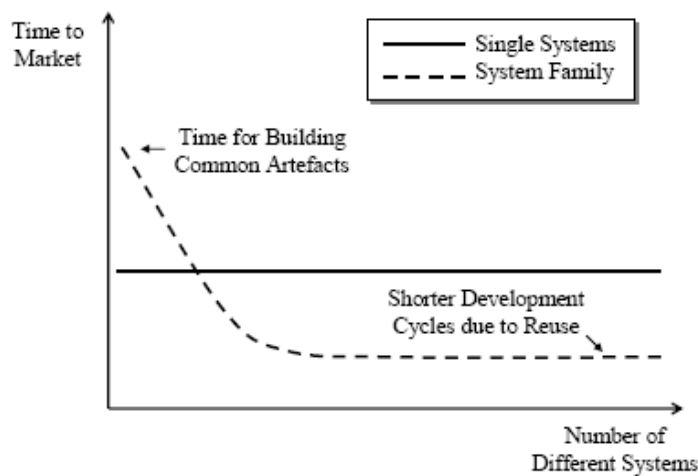 Time to
Market
Single Systems
System Family
Time for Building
Common Artefacts
Shorter Development
Cycles due to Reuse
Number of
Different Systems